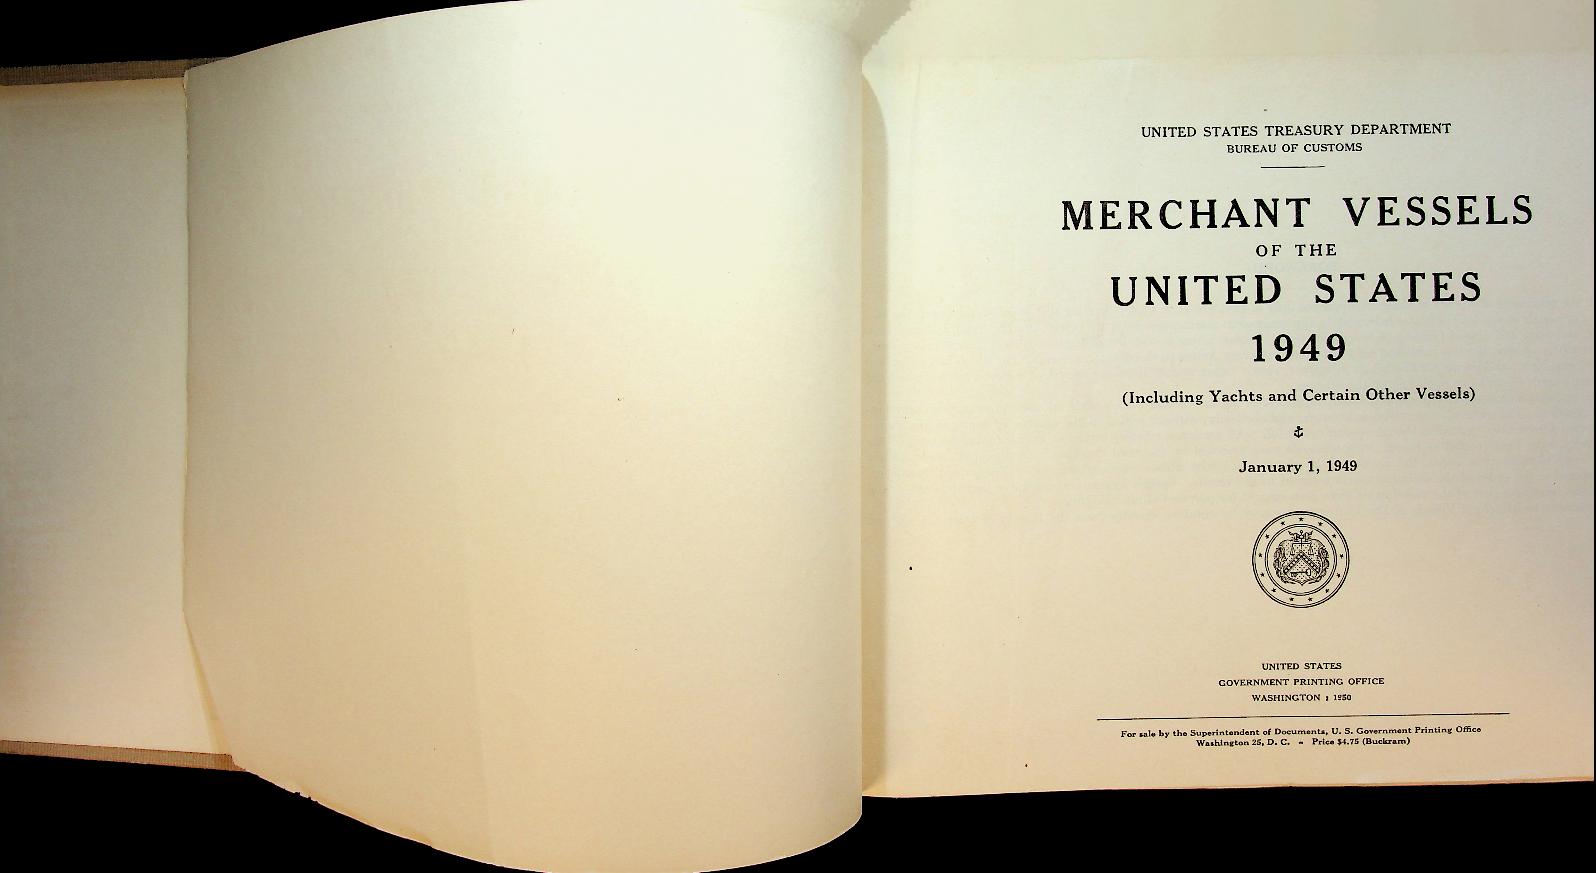 UNITED STATES TREASURY DEPARTMENT
BUREAU OF CUSTOMS
MERCHANT VESSELS
OF THE
UNITED STATES
1949
(Including Yachts and Certain Other Vessels)
January 1, 1949
UNITED STATES
GOVERNMENT PRINTING OFFICE
WASHINGTON : 1950
For sale by the Superintendent of Documents, U. S. Government Printing Office
Washington 25, D. C. - Price $4.75 (Buckram)